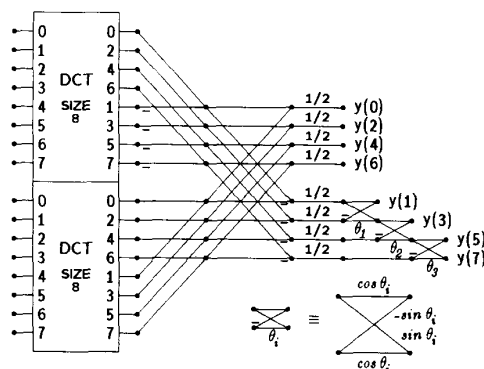 0 0
1 2
2 DCT 4
3 6
4 SIZE 1 1/2 y(0)
5 8 3 1/2 y(2)
6 5 1/2 y(4)
7 7 1/2 y(6)
0 0 1/2 y(1)
1 2 1/2 y(3)
2 DCT 4 1/2 θ1 y(5)
3 6 1/2 θ2 y(7)
4 SIZE 1 θ3
5 8 3
6 5
7 7
cos θi
-sin θi
θi ≡ sin θi
cos θi